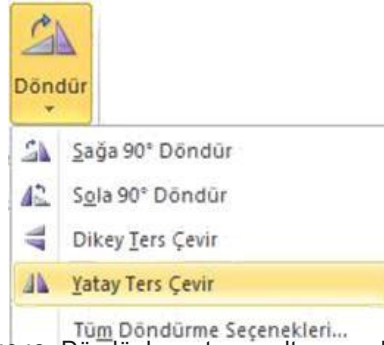 Döndür
Sağa 90° Döndür
Sola 90° Döndür
Dikey Ters Çevir
Yatay Ters Çevir
Tüm Döndürme Seçenekleri...